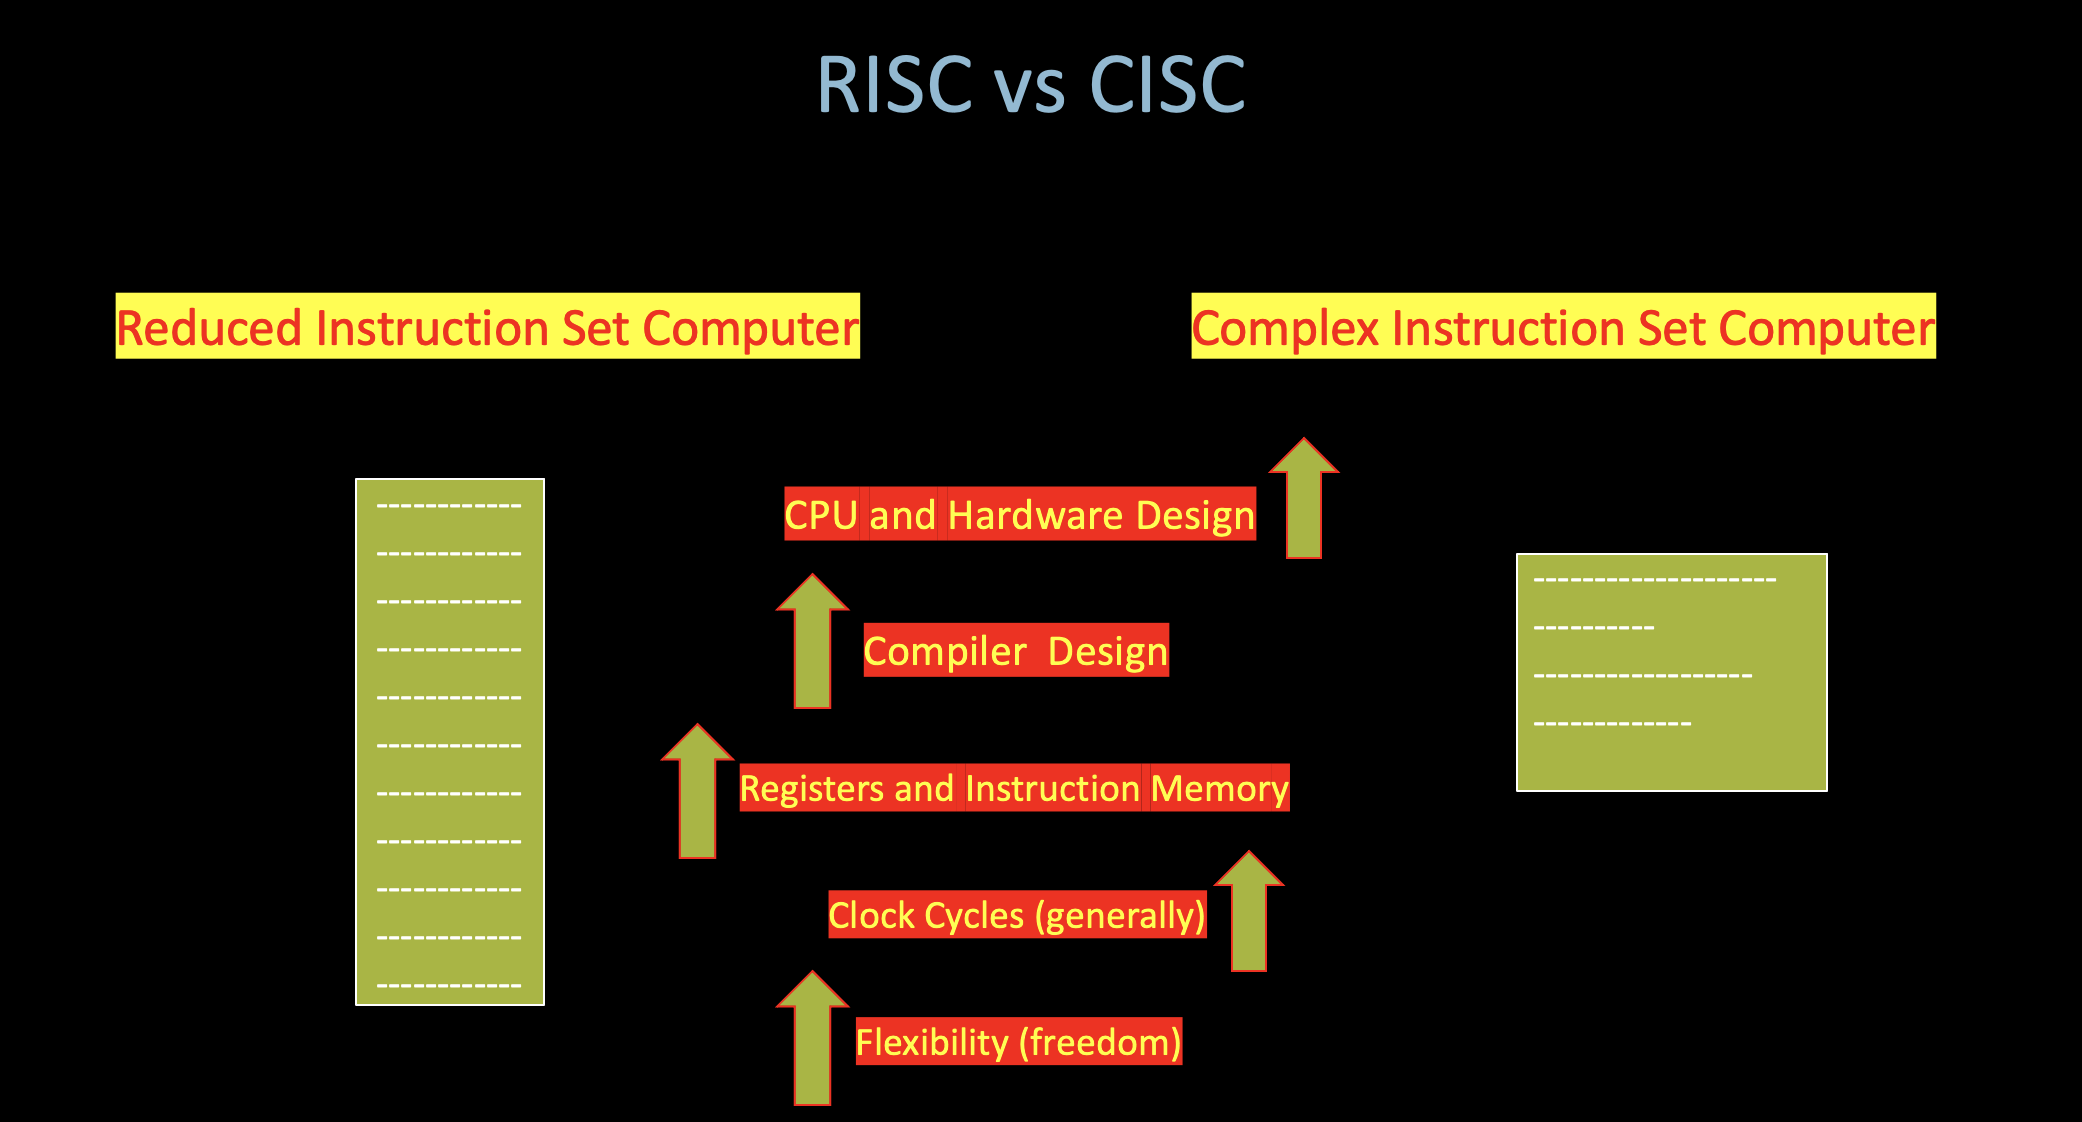 RISC vs CISC
Reduced Instruction Set Computer
Complex Instruction Set Computer
CPU and Hardware Design
Compiler  Design
Registers and Instruction Memory
Clock Cycles (generally)
Flexibility (freedom)